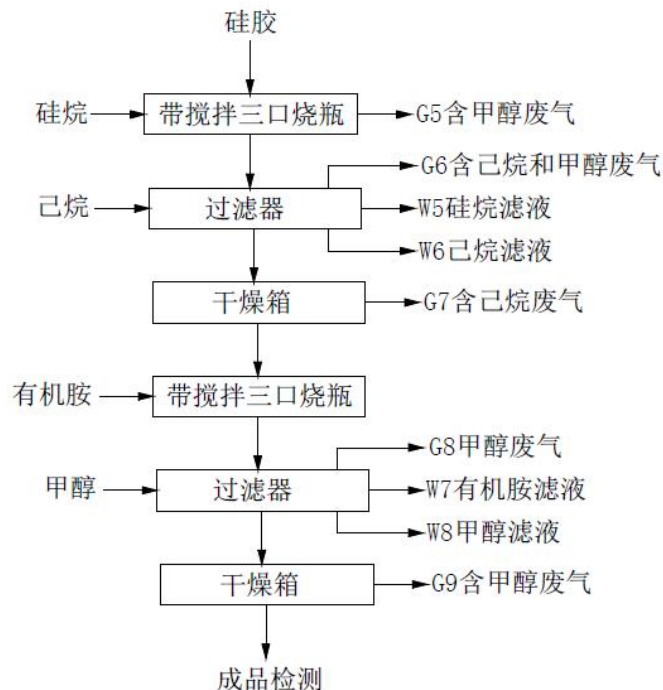 硅胶
硅烷
带搅拌三口烧瓶
G5含甲醇废气
G6含己烷和甲醇废气
己烷
过滤器
W5硅烷滤液
W6己烷滤液
干燥箱
G7含己烷废气
有机胺
带搅拌三口烧瓶
G8甲醇废气
甲醇
过滤器
W7有机胺滤液
W8甲醇滤液
干燥箱
G9含甲醇废气
成品检测